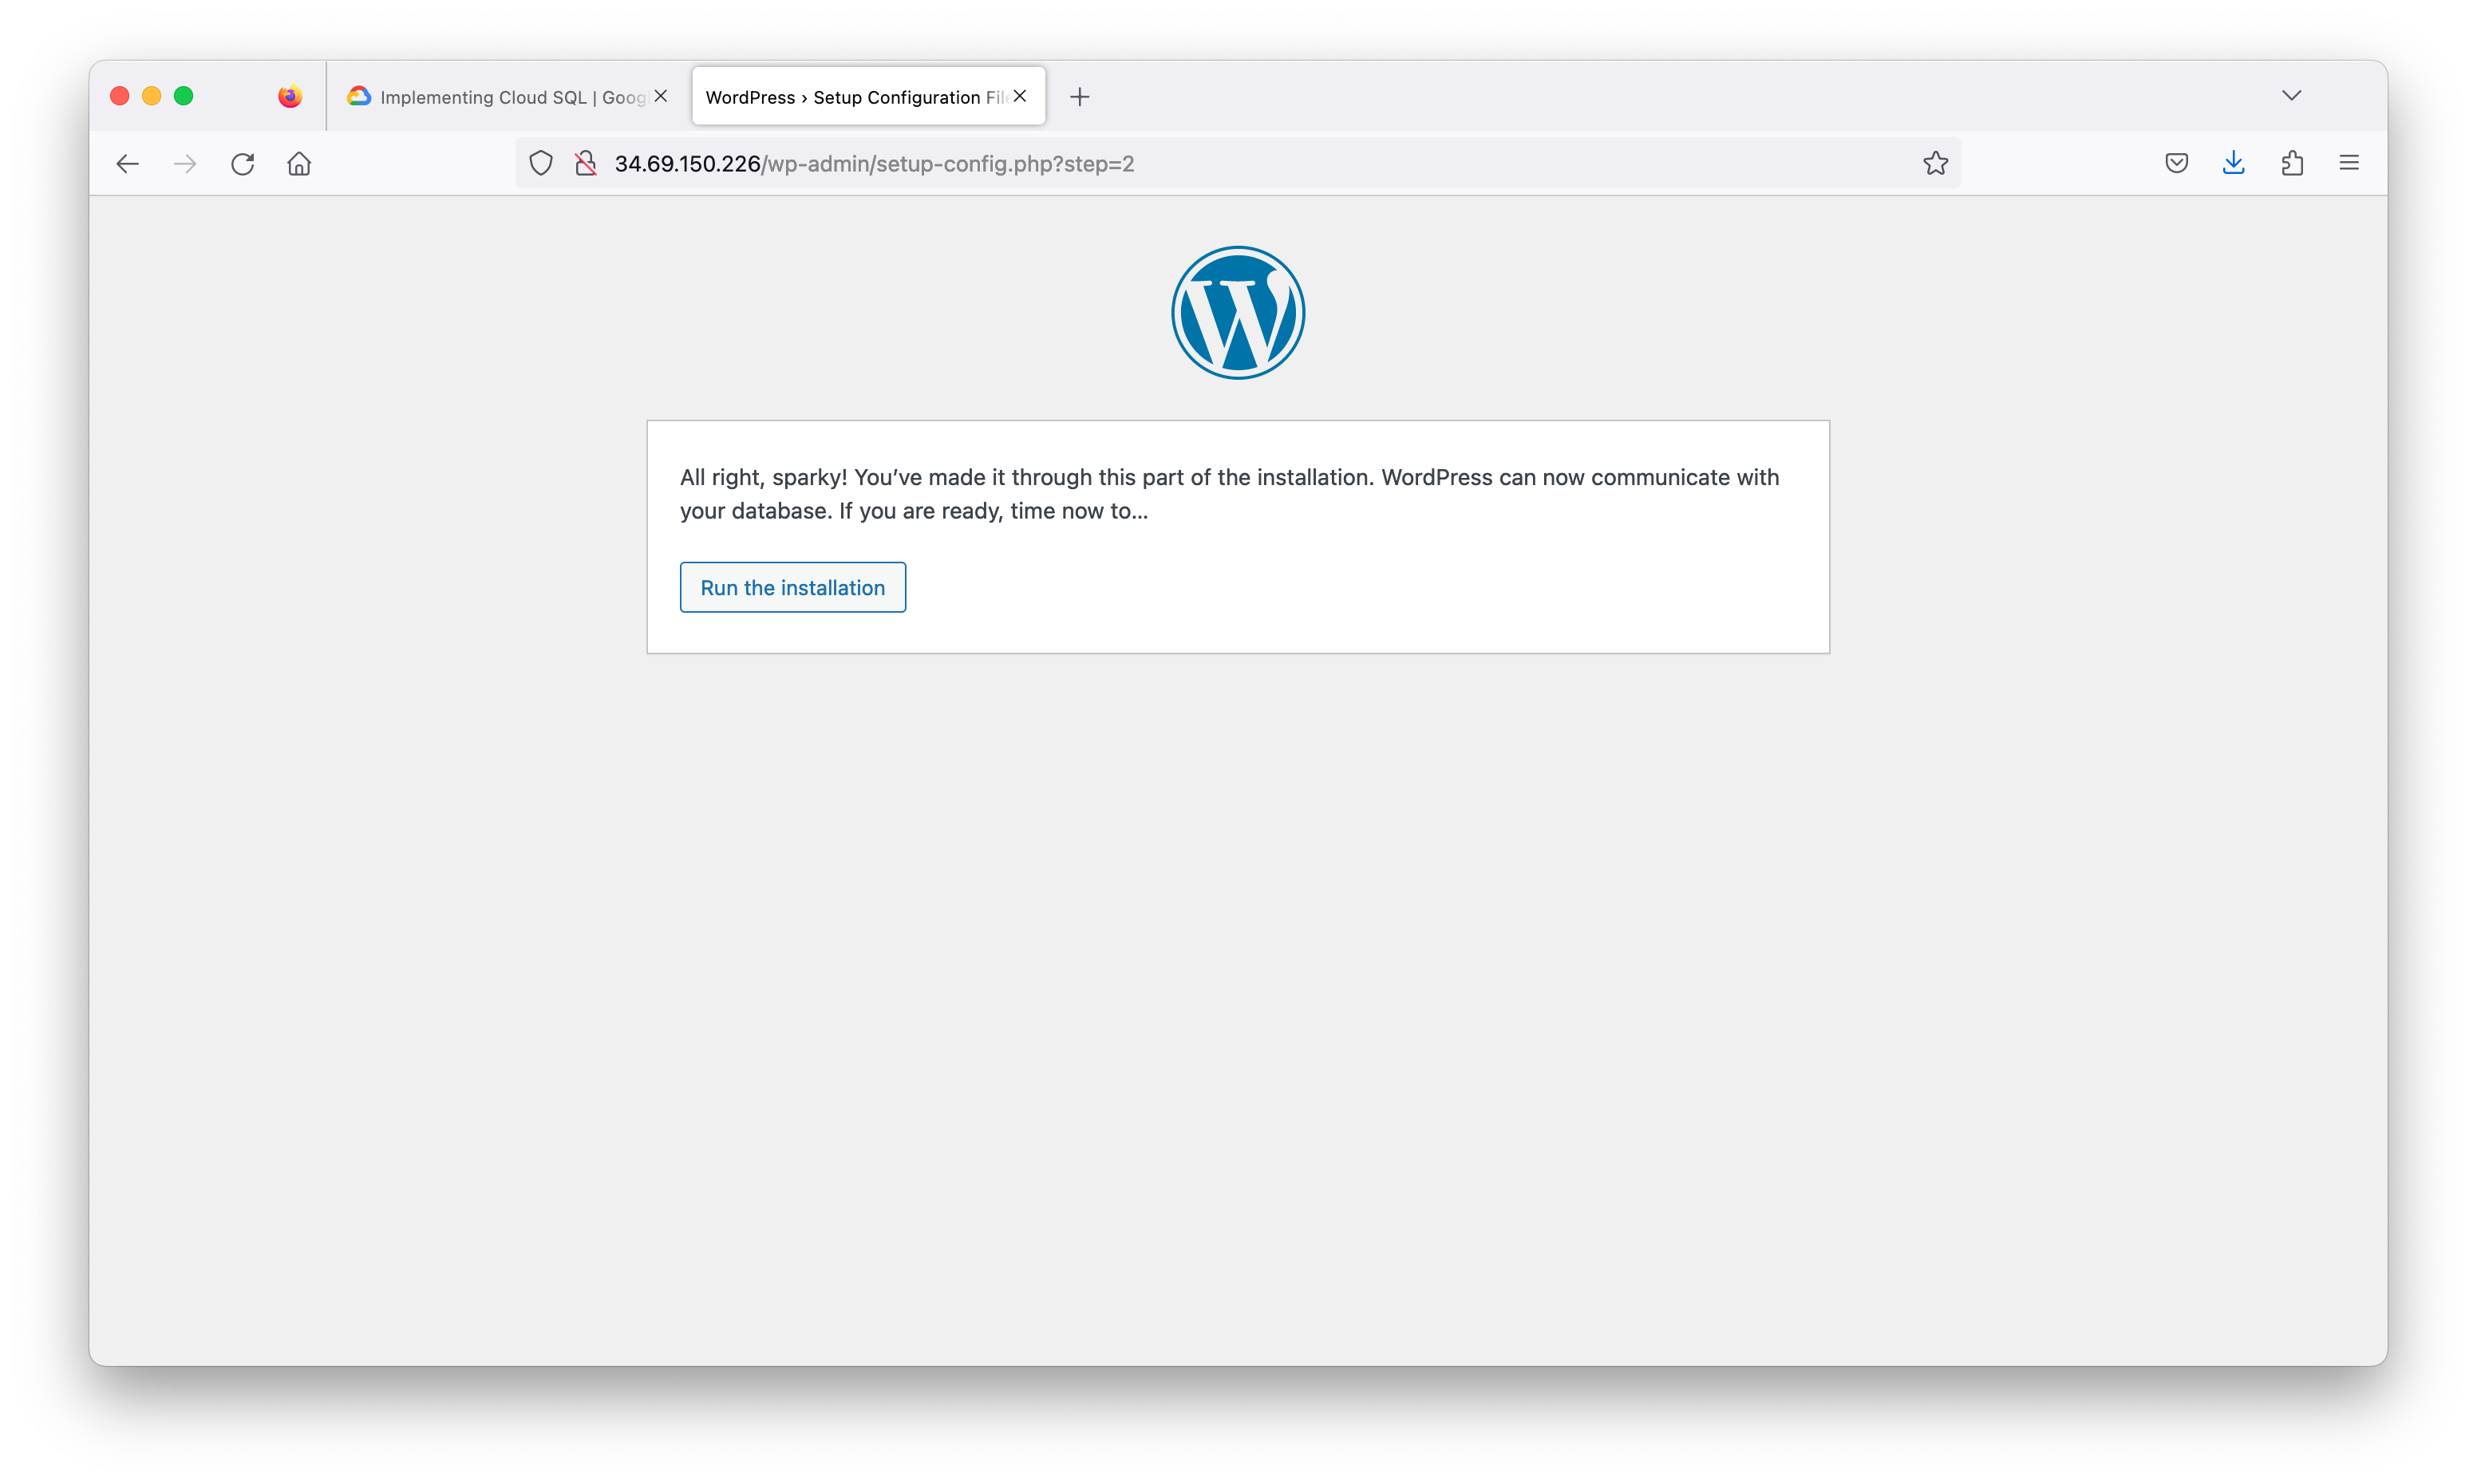 Implementing Cloud SQL | Goog
WordPress › Setup Configuration Fil
34.69.150.226/wp-admin/setup-config.php?step=2
All right, sparky! You’ve made it through this part of the installation. WordPress can now communicate with
your database. If you are ready, time now to…
Run the installation